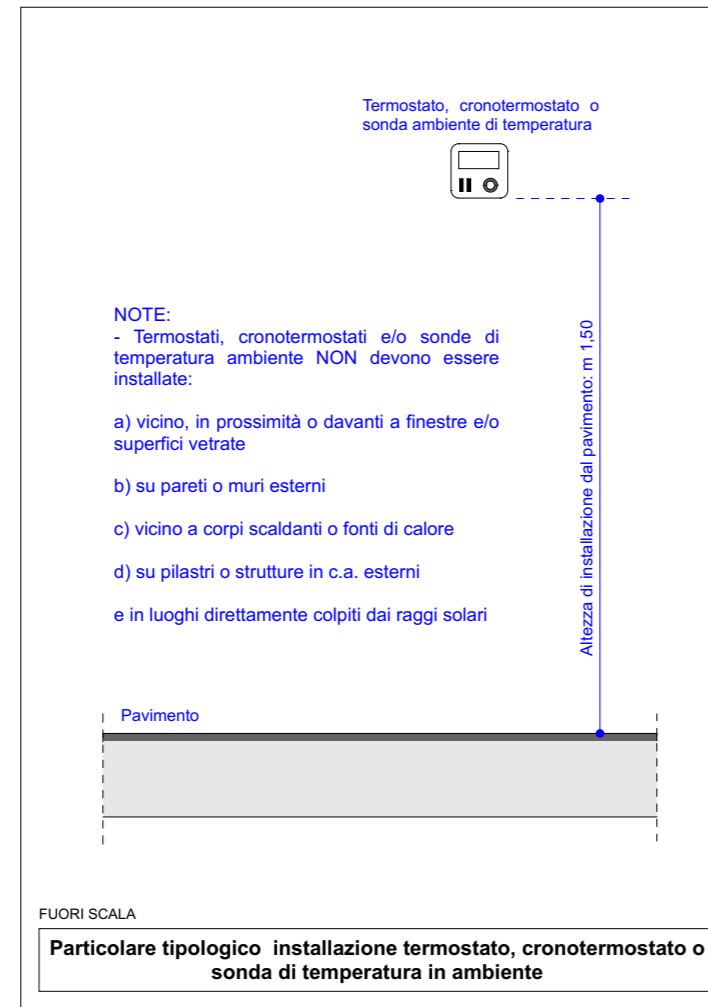 Termostato, cronotermostato o
sonda ambiente di temperatura
NOTE:
- Termostati, cronotermostati e/o sonde di
temperatura ambiente NON devono essere
installate:
a) vicino, in prossimità o davanti a finestre e/o
superfici vetrate
b) su pareti o muri esterni
c) vicino a corpi scaldanti o fonti di calore
d) su pilastri o strutture in c.a. esterni
e in luoghi direttamente colpiti dai raggi solari
Altezza di installazione dal pavimento: m 1,50
Pavimento
FUORI SCALA
Particolare tipologico installazione termostato, cronotermostato o
sonda di temperatura in ambiente